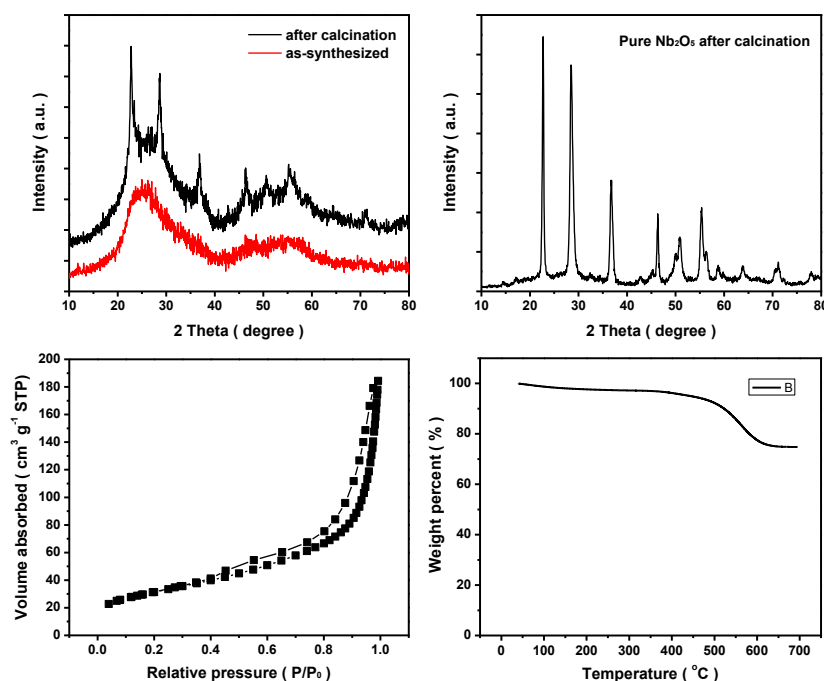 after calcination
as-synthesized
Intensity ( a.u. )
10 20 30 40 50 60 70 80
2 Theta ( degree )
Pure Nb₂O₅ after calcination
Intensity ( a.u. )
10 20 30 40 50 60 70 80
2 Theta ( degree )
200
180
160
140
120
100
80
60
40
20
0
Volume absorbed ( cm³ g⁻¹ STP)
0.0 0.2 0.4 0.6 0.8 1.0
Relative pressure ( P/P₀ )
B
100
80
60
40
20
0
Weight percent ( % )
0 100 200 300 400 500 600 700
Temperature ( °C )